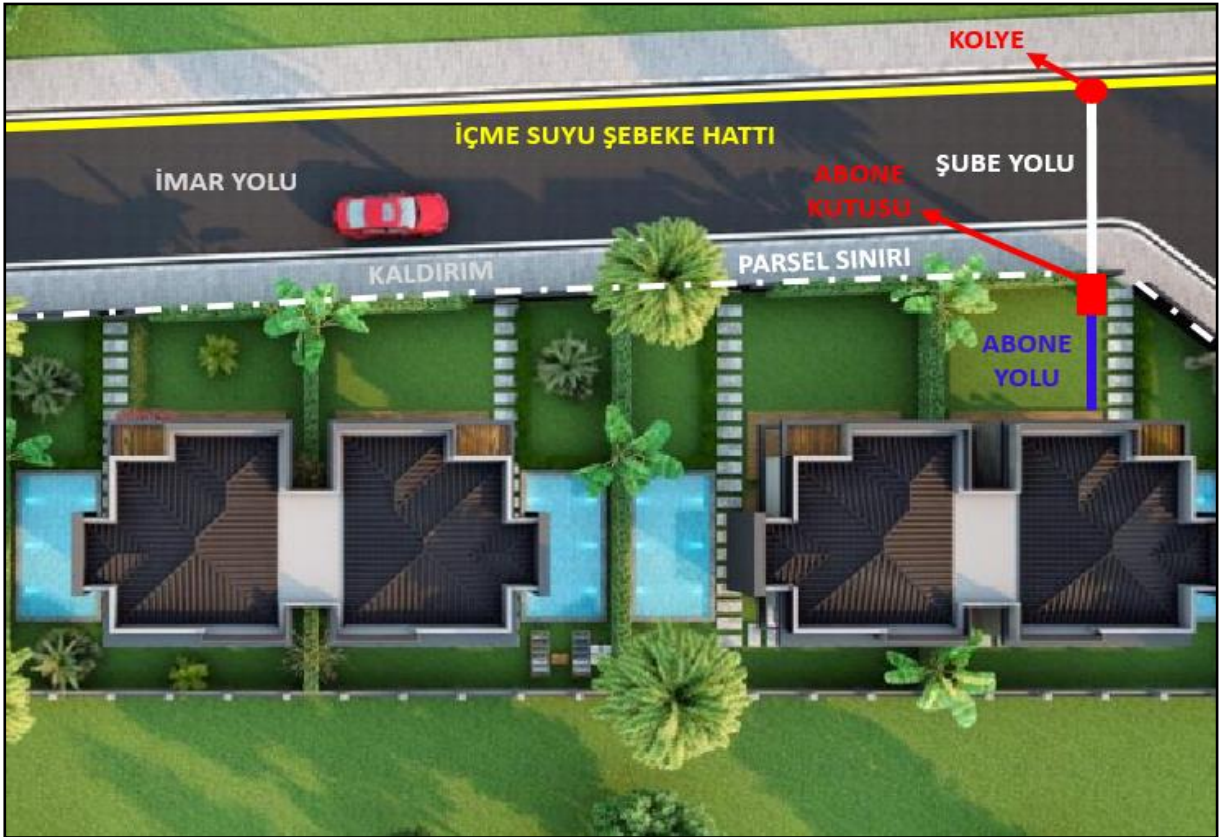 KOLYE
İÇME SUYU ŞEBEKE HATTI
İMAR YOLU
ABONE
KUTUSU
ŞUBE YOLU
KALDIRIM
PARSEL SINIRI
ABONE
YOLU